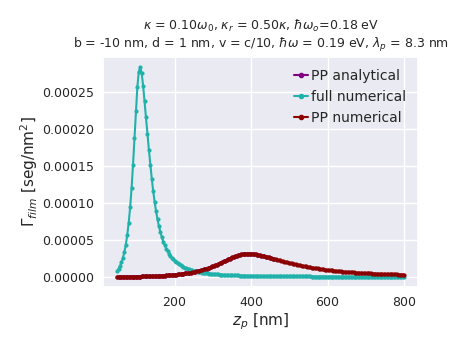 κ = 0.10ω₀, κᵣ = 0.50κ, ℏωₒ=0.18 eV
b = -10 nm, d = 1 nm, v = c/10, ℏω = 0.19 eV, λₚ = 8.3 nm
PP analytical
full numerical
PP numerical
0.00025
0.00020
0.00015
0.00010
0.00005
0.00000
Γ_film [seg/nm²]
200 400 600 800
zₚ [nm]